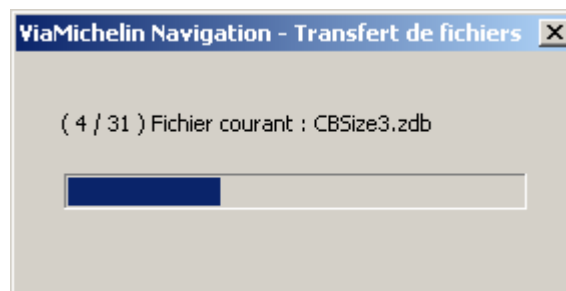 ViaMichelin Navigation - Transfert de fichiers
( 4 / 31 ) Fichier courant : CBSize3.zdb